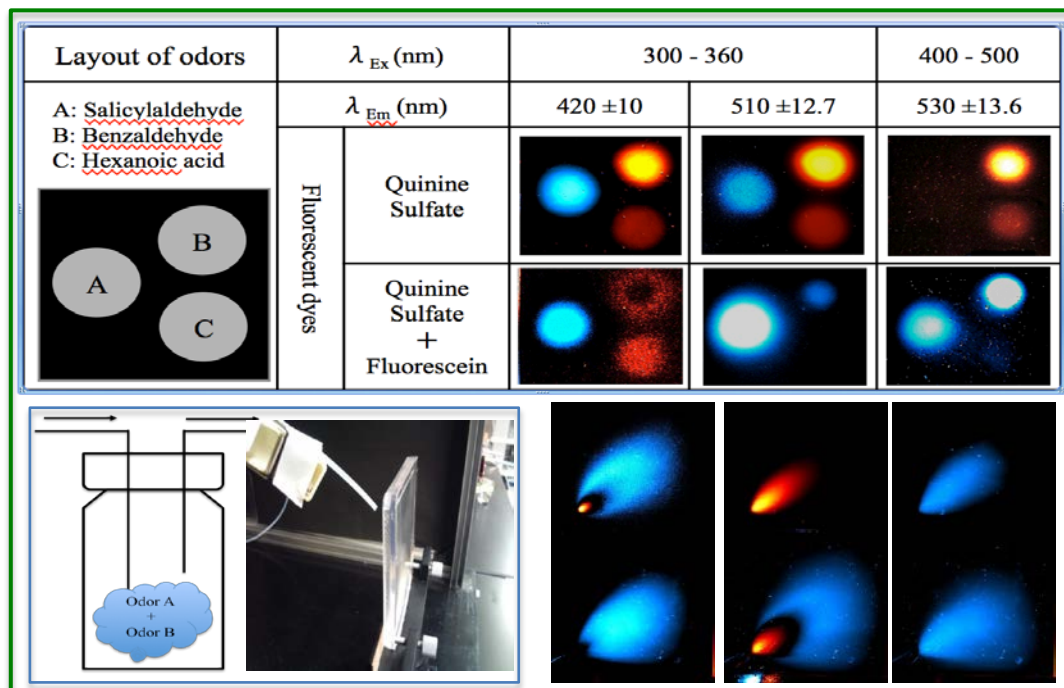 Layout of odors
λ Ex (nm)
300 - 360
400 - 500
A: Salicylaldehyde
B: Benzaldehyde
C: Hexanoic acid
λ Em (nm)
420 ±10
510 ±12.7
530 ±13.6
A
B
C
Fluorescent dyes
Quinine
Sulfate
Quinine
Sulfate
+
Fluorescein
Odor A
+
Odor B